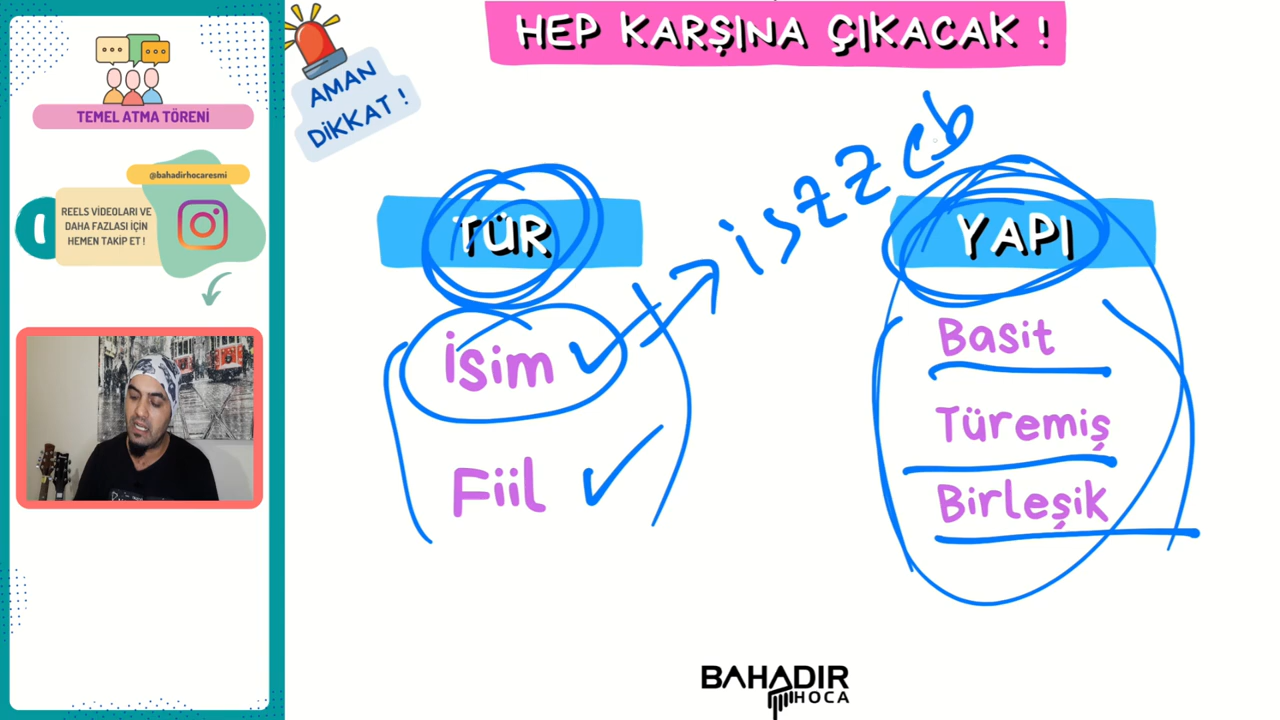 HEP KARŞINA ÇIKACAK !
AMAN
DİKKAT !
TEMEL ATMA TÖRENİ
@bahadirhocaresmi
REELS VİDEOLARI VE
DAHA FAZLASI İÇİN
HEMEN TAKİP ET !
TÜR
İsim
Fiil
iszzeb
YAPI
Basit
Türemiş
Birleşik
BAHADIR
HOCA